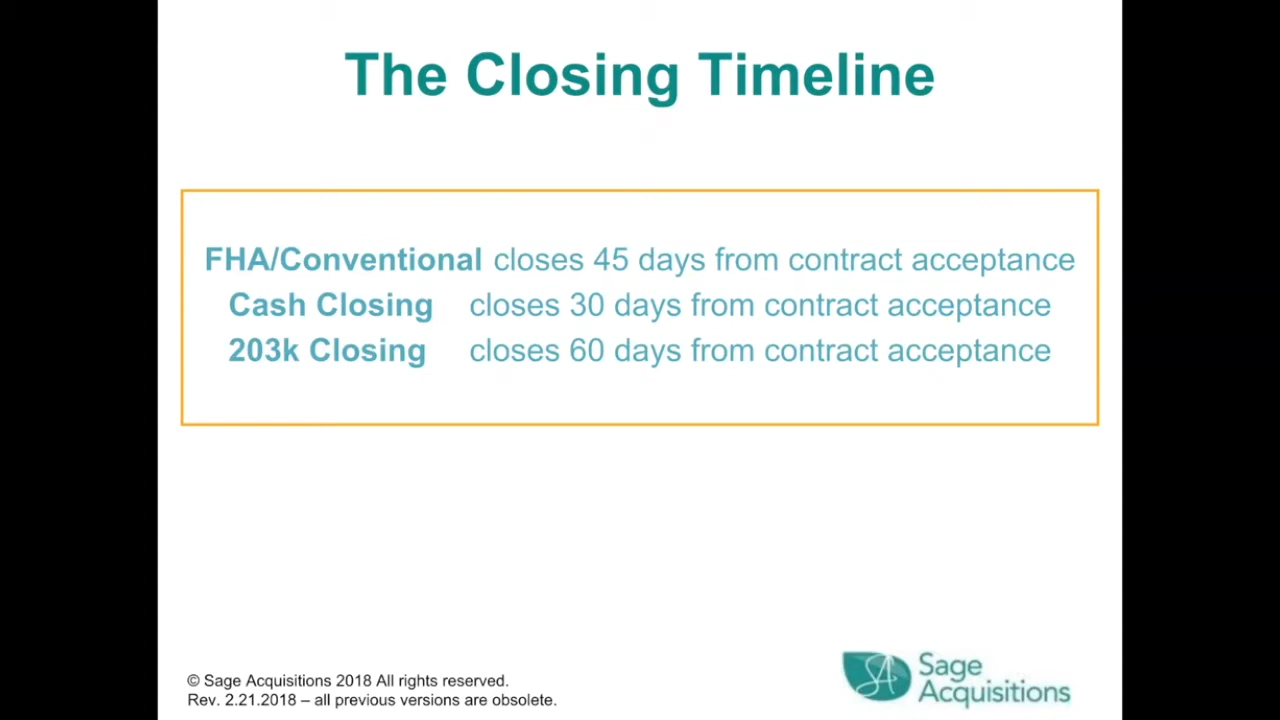 The Closing Timeline
FHA/Conventional closes 45 days from contract acceptance
Cash Closing closes 30 days from contract acceptance
203k Closing closes 60 days from contract acceptance
© Sage Acquisitions 2018 All rights reserved.
Rev. 2.21.2018 – all previous versions are obsolete.
SA
Sage
Acquisitions